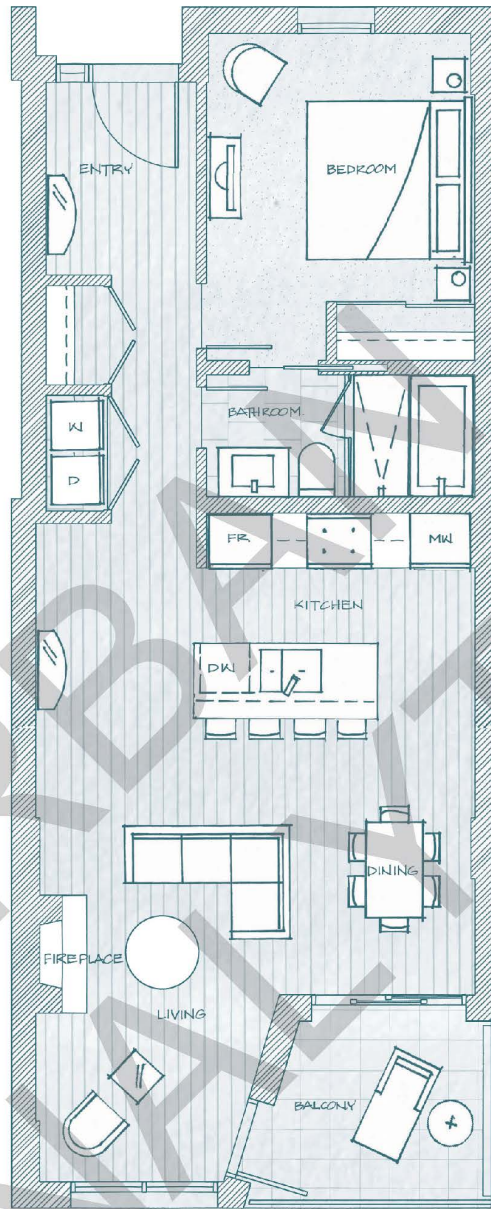 ENTRY
BEDROOM
BATHROOM
W
D
FR
MW
KITCHEN
DW
DINING
FIREPLACE
LIVING
BALCONY